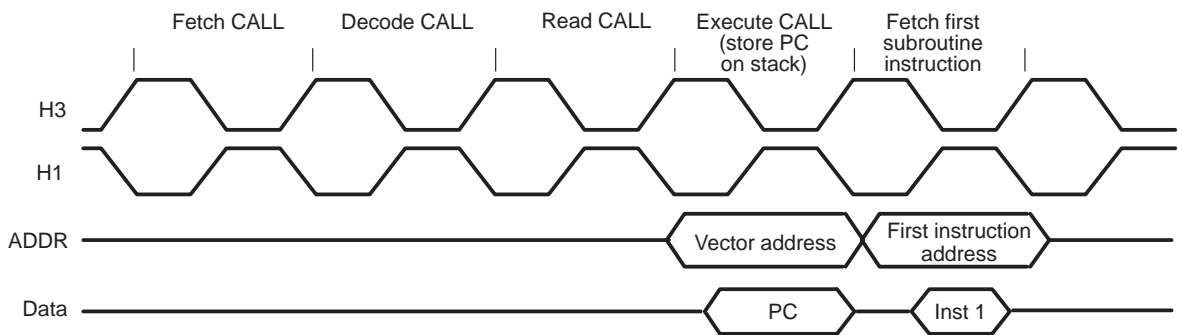 Fetch CALL
Decode CALL
Read CALL
Execute CALL
(store PC
on stack)
Fetch first
subroutine
instruction
H3
H1
ADDR
Vector address
First instruction
address
Data
PC
Inst 1